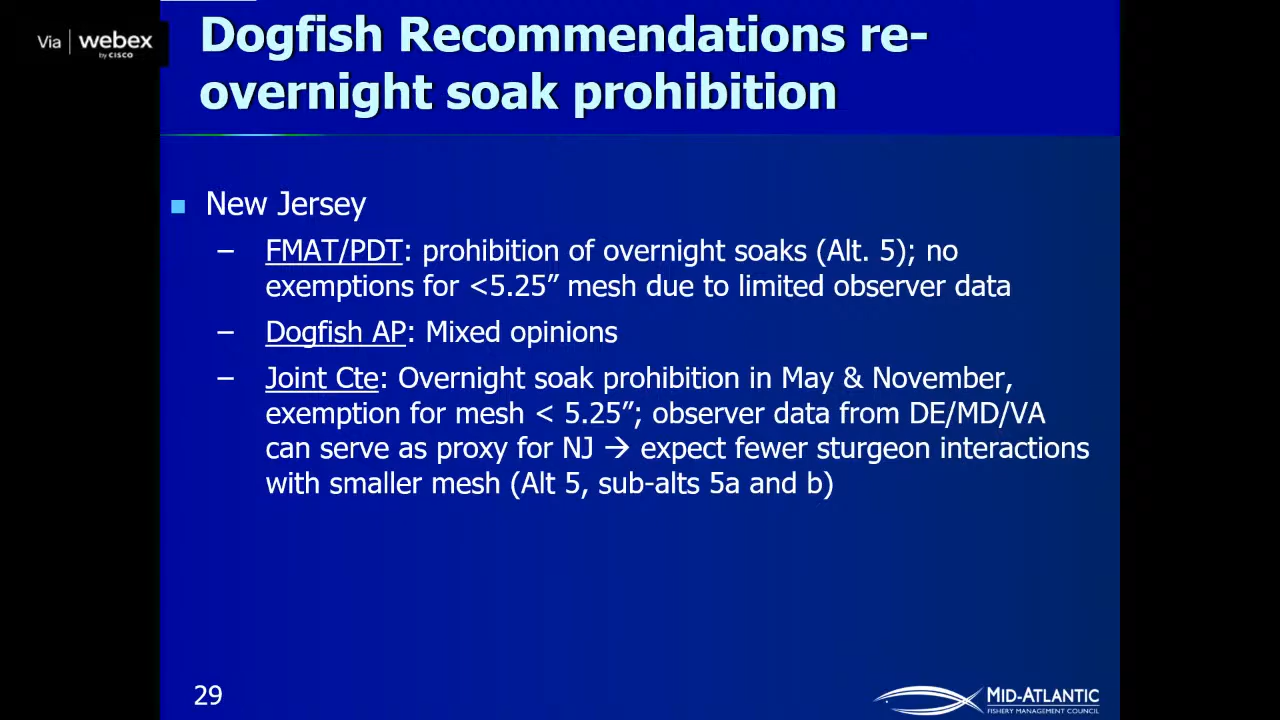 Via | webex
by CISCO
Dogfish Recommendations re-
overnight soak prohibition
■ New Jersey
– FMAT/PDT: prohibition of overnight soaks (Alt. 5); no
exemptions for <5.25” mesh due to limited observer data
– Dogfish AP: Mixed opinions
– Joint Cte: Overnight soak prohibition in May & November,
exemption for mesh < 5.25”; observer data from DE/MD/VA
can serve as proxy for NJ → expect fewer sturgeon interactions
with smaller mesh (Alt 5, sub-alts 5a and b)
29
MID-ATLANTIC
FISHERY MANAGEMENT COUNCIL